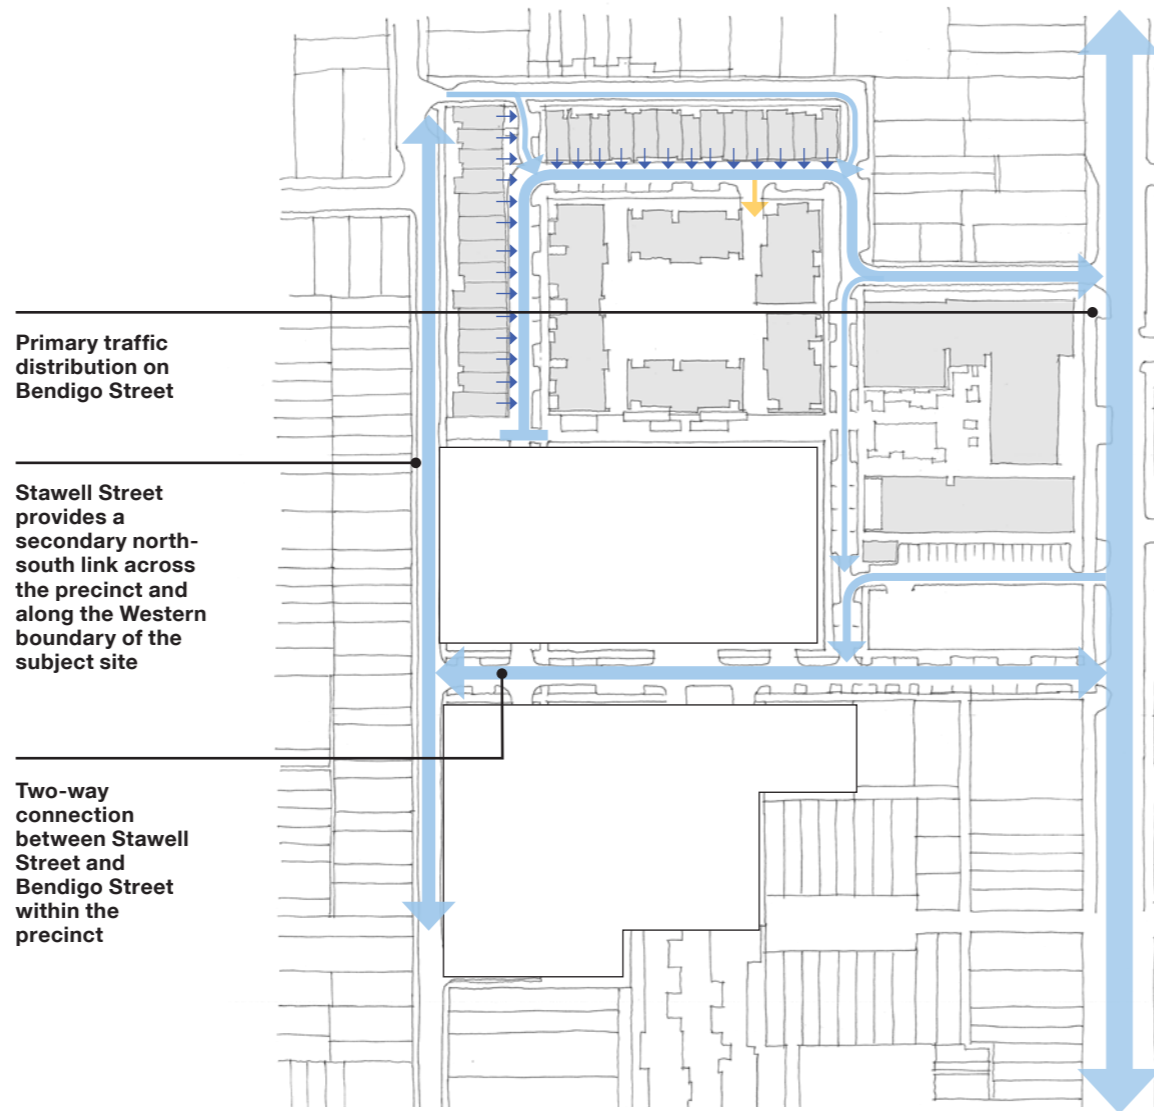 Primary traffic
distribution on
Bendigo Street
Stawell Street
provides a
secondary north-
south link across
the precinct and
along the Western
boundary of the
subject site
Two-way
connection
between Stawell
Street and
Bendigo Street
within the
precinct